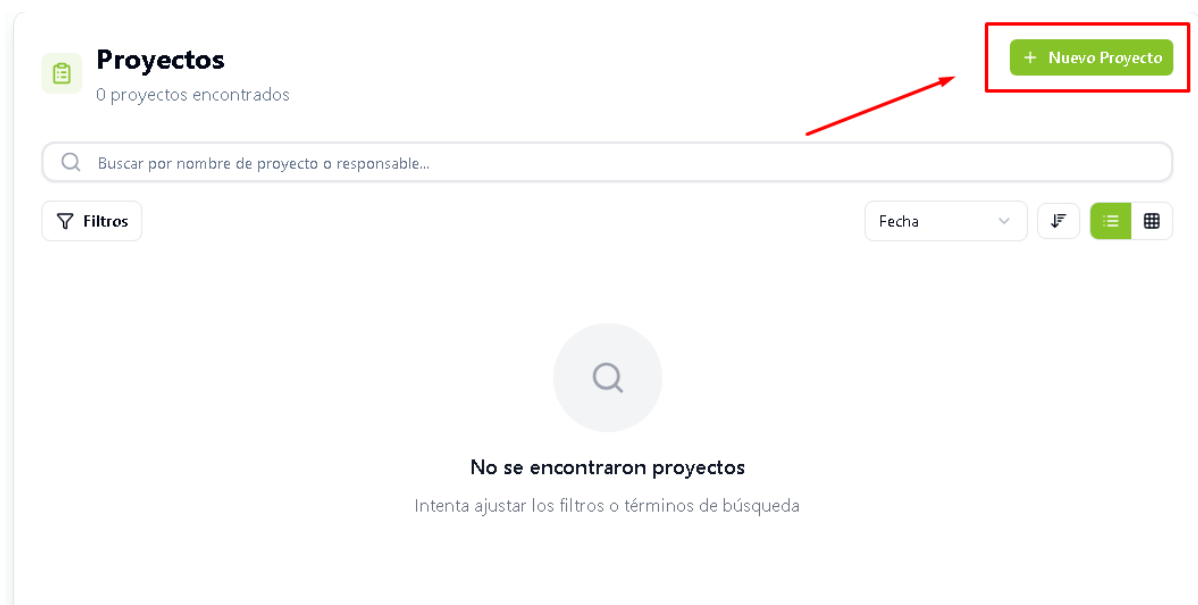 Proyectos
+ Nuevo Proyecto
0 proyectos encontrados
Buscar por nombre de proyecto o responsable...
Filtros
Fecha
No se encontraron proyectos
Intenta ajustar los filtros o términos de búsqueda